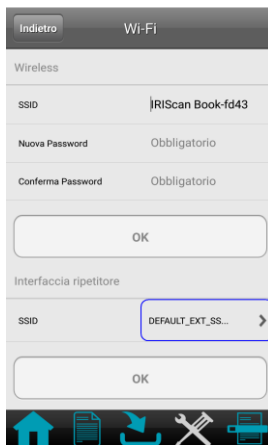 Indietro Wi-Fi
Wireless
SSID IRIScan Book-fd43
Nuova Password Obbligatorio
Conferma Password Obbligatorio
OK
Interfaccia ripetitore
SSID DEFAULT_EXT_SS...
OK